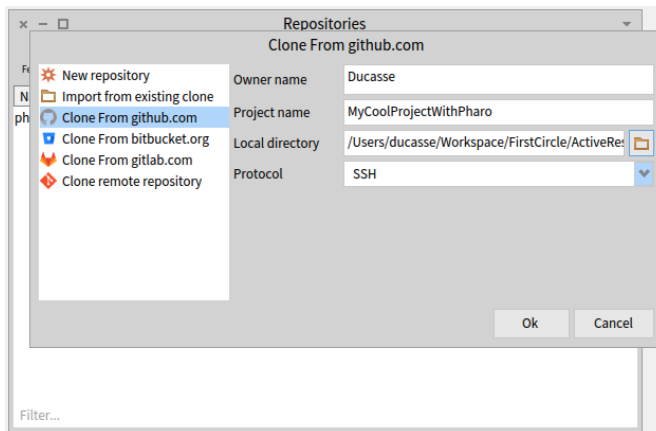 Repositories
Clone From github.com
Fe
N
ph
New repository
Import from existing clone
Clone From github.com
Clone From bitbucket.org
Clone From gitlab.com
Clone remote repository
Owner name
Ducasse
Project name
MyCoolProjectWithPharo
Local directory
/Users/ducasse/Workspace/FirstCircle/ActiveRes
Protocol
SSH
Ok
Cancel
Filter...